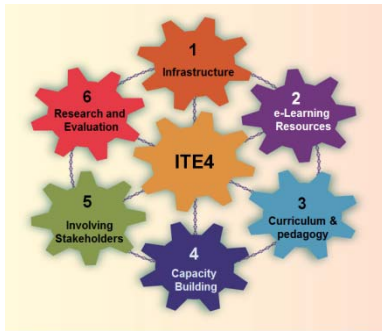 1
Infrastructure
2
e-Learning
Resources
3
Curriculum &
pedagogy
4
Capacity
Building
5
Involving
Stakeholders
6
Research and
Evaluation
ITE4